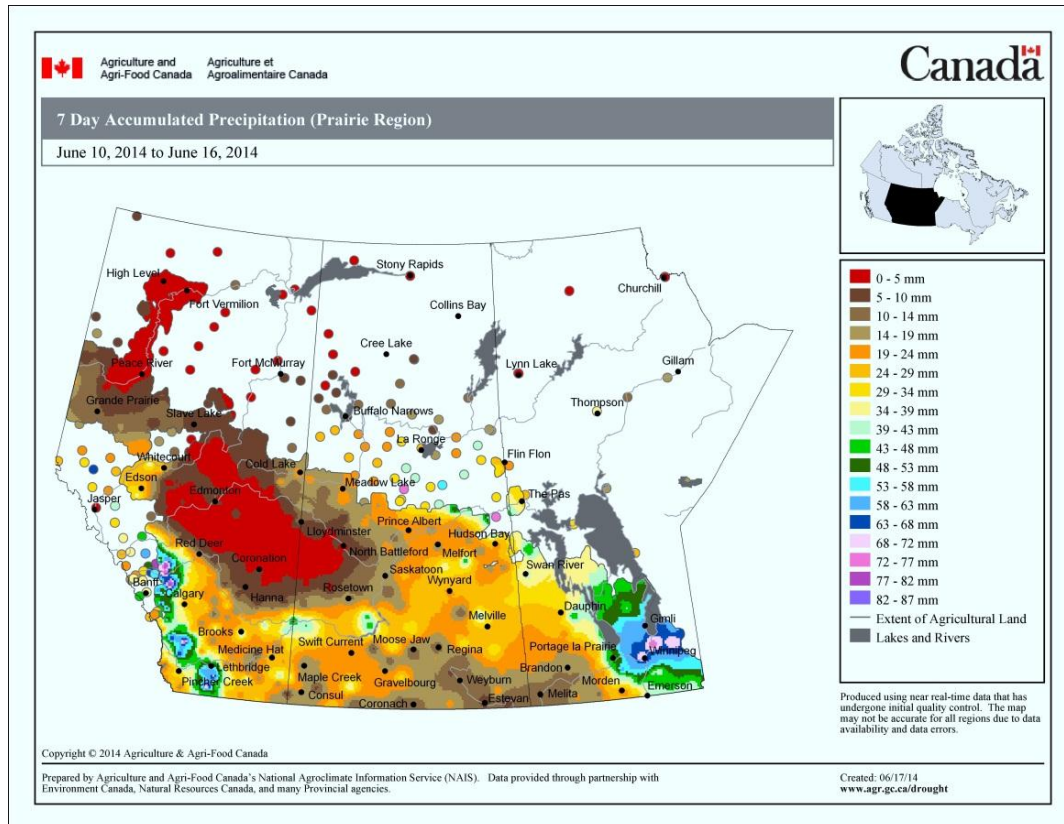 Agriculture and
Agri-Food Canada
Agriculture et
Agroalimentaire Canada
Canada
7 Day Accumulated Precipitation (Prairie Region)
June 10, 2014 to June 16, 2014
High Level
Fort Vermilion
Stony Rapids
Churchill
Collins Bay
Cree Lake
Peace River
Fort McMurray
Lynn Lake
Gillam
Grande Prairie
Slave Lake
Buffalo Narrows
Thompson
La Ronge
Whitecourt
Cold Lake
Flin Flon
Edson
Edmonton
Meadow Lake
Jasper
The Pas
Lloydminster
Prince Albert
Red Deer
North Battleford
Hudson Bay
Melfort
Coronation
Saskatoon
Swan River
Banff
Hanna
Rosetown
Wynyard
Calgary
Melville
Dauphin
Gimli
Brooks
Swift Current
Moose Jaw
Regina
Portage la Prairie
Winnipeg
Medicine Hat
Lethbridge
Maple Creek
Gravelbourg
Weyburn
Brandon
Pincher Creek
Consul
Coronach
Estevan
Melita
Morden
Emerson
0 - 5 mm
5 - 10 mm
10 - 14 mm
14 - 19 mm
19 - 24 mm
24 - 29 mm
29 - 34 mm
34 - 39 mm
39 - 43 mm
43 - 48 mm
48 - 53 mm
53 - 58 mm
58 - 63 mm
63 - 68 mm
68 - 72 mm
72 - 77 mm
77 - 82 mm
82 - 87 mm
Extent of Agricultural Land
Lakes and Rivers
Produced using near real-time data that has
undergone initial quality control. The map
may not be accurate for all regions due to data
availability and data errors.
Copyright © 2014 Agriculture & Agri-Food Canada
Prepared by Agriculture and Agri-Food Canada's National Agroclimate Information Service (NAIS). Data provided through partnership with
Environment Canada, Natural Resources Canada, and many Provincial agencies.
Created: 06/17/14
www.agr.gc.ca/drought